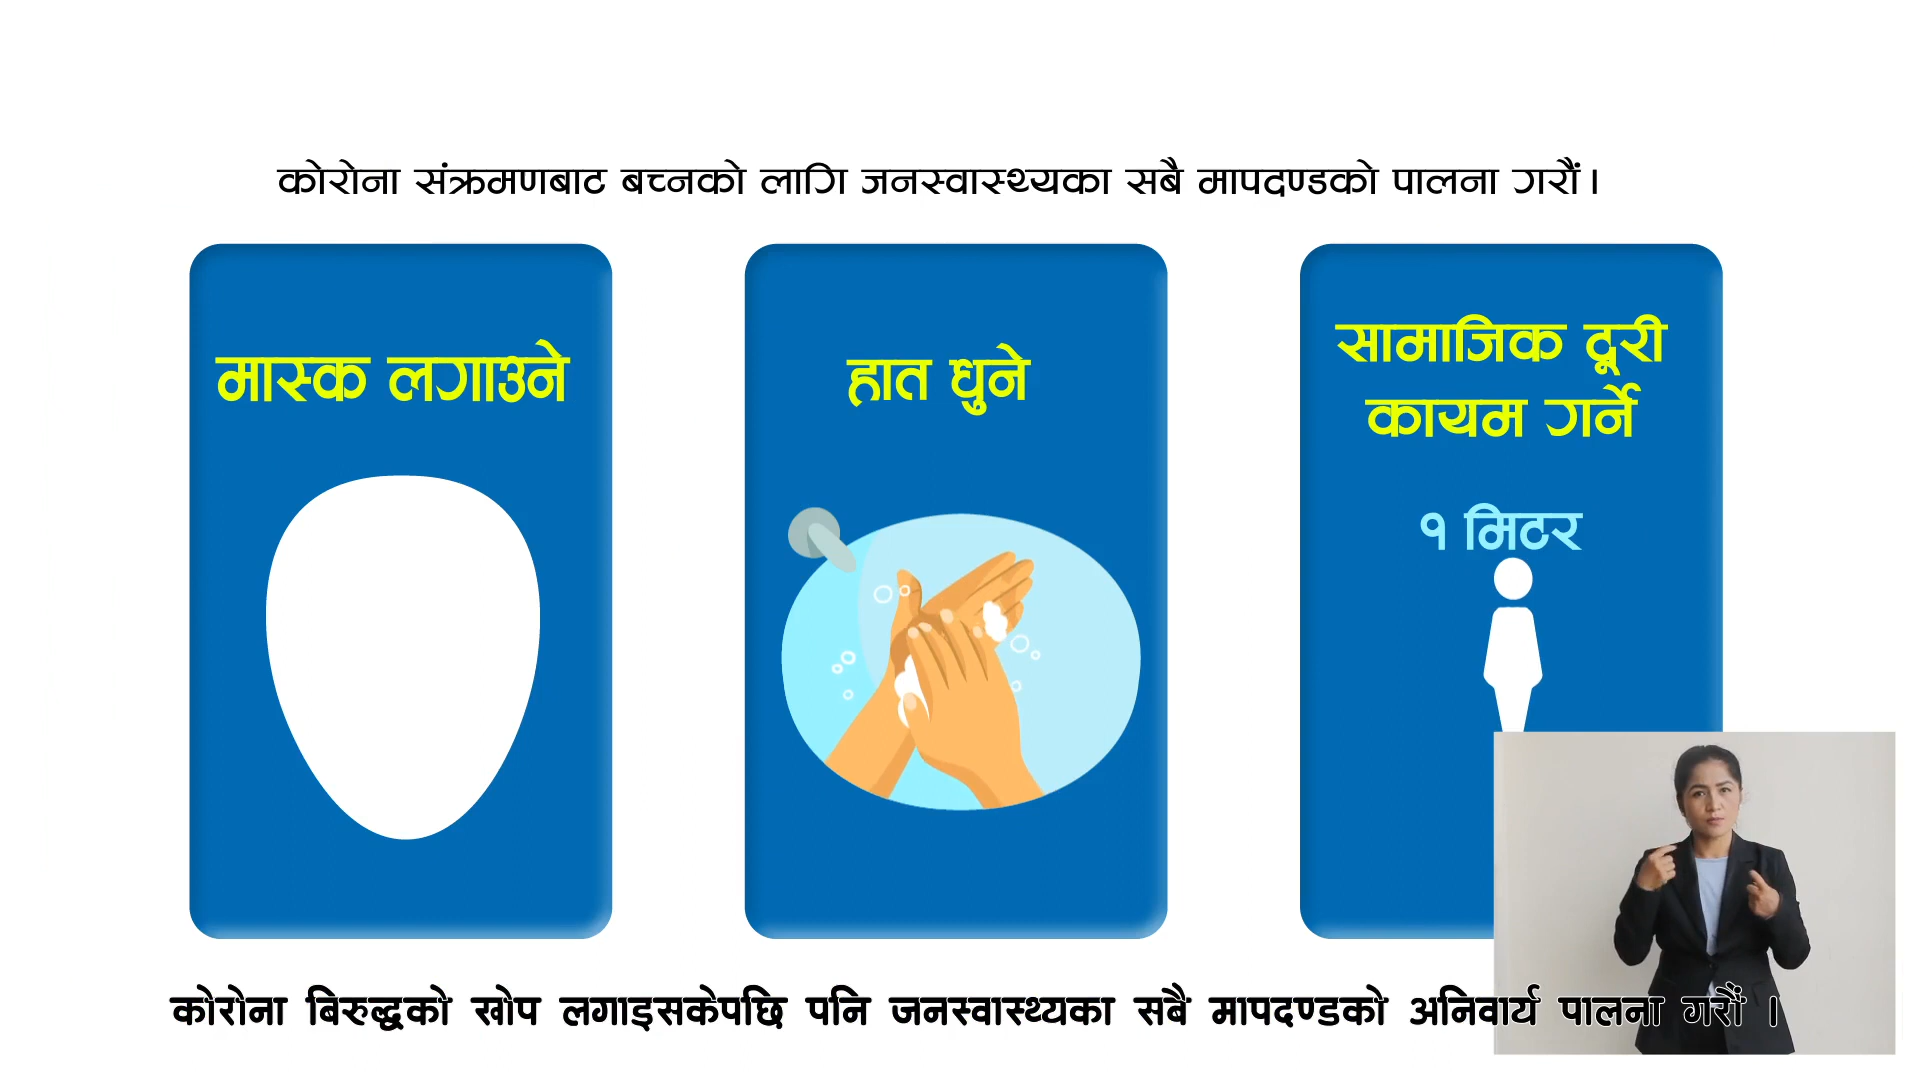 कोरोना संक्रमणबाट बच्नको लागि जनस्वास्थ्यका सबै मापदण्डको पालना गरौं।
मास्क लगाउने
हात धुने
सामाजिक दूरी
कायम गर्ने
१ मिटर
कोरोना बिरुद्धको खोप लगाइसकेपछि पनि जनस्वास्थ्यका सबै मापदण्डको अनिवार्य पालना गरौं ।